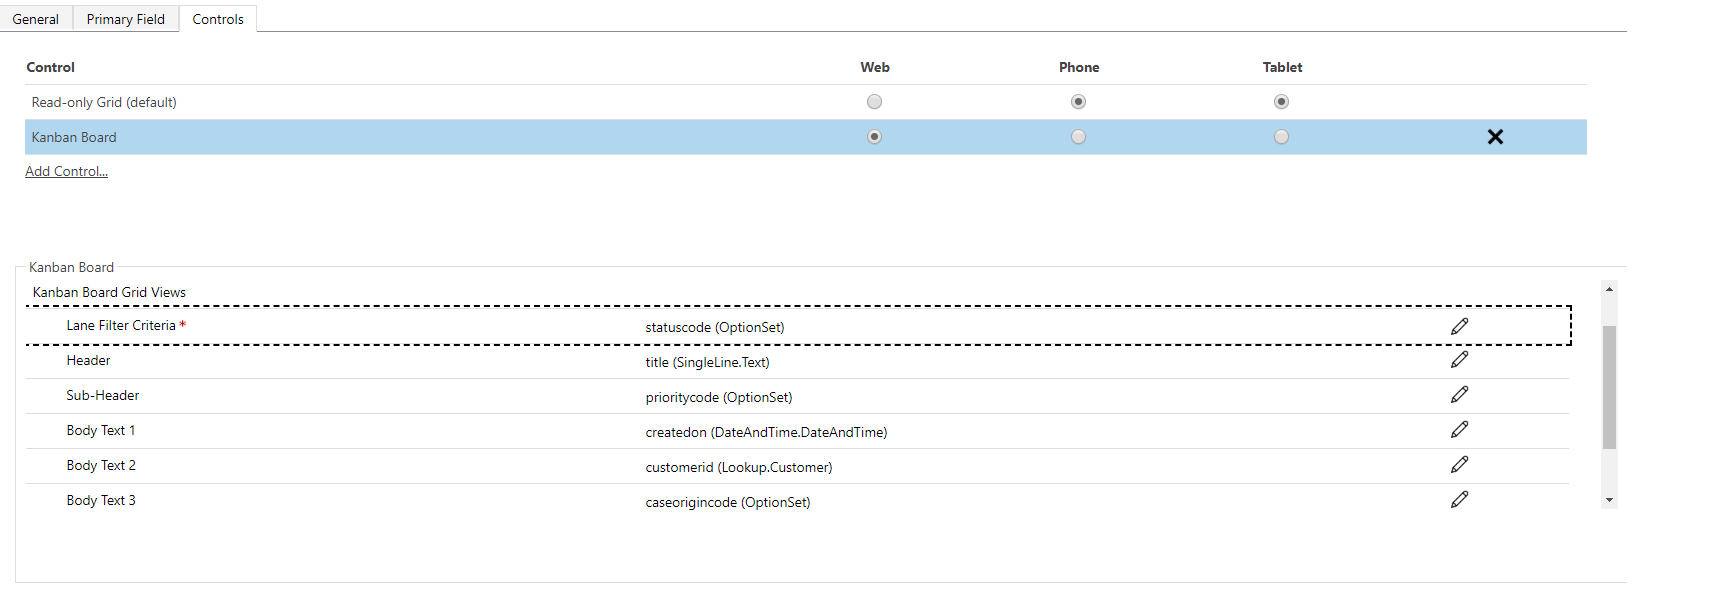 General Primary Field Controls
Control Web Phone Tablet
Read-only Grid (default)
Kanban Board
Add Control...
Kanban Board
Kanban Board Grid Views
Lane Filter Criteria * statuscode (OptionSet)
Header title (SingleLine.Text)
Sub-Header prioritycode (OptionSet)
Body Text 1 createdon (DateAndTime.DateAndTime)
Body Text 2 customerid (Lookup.Customer)
Body Text 3 caseorigincode (OptionSet)